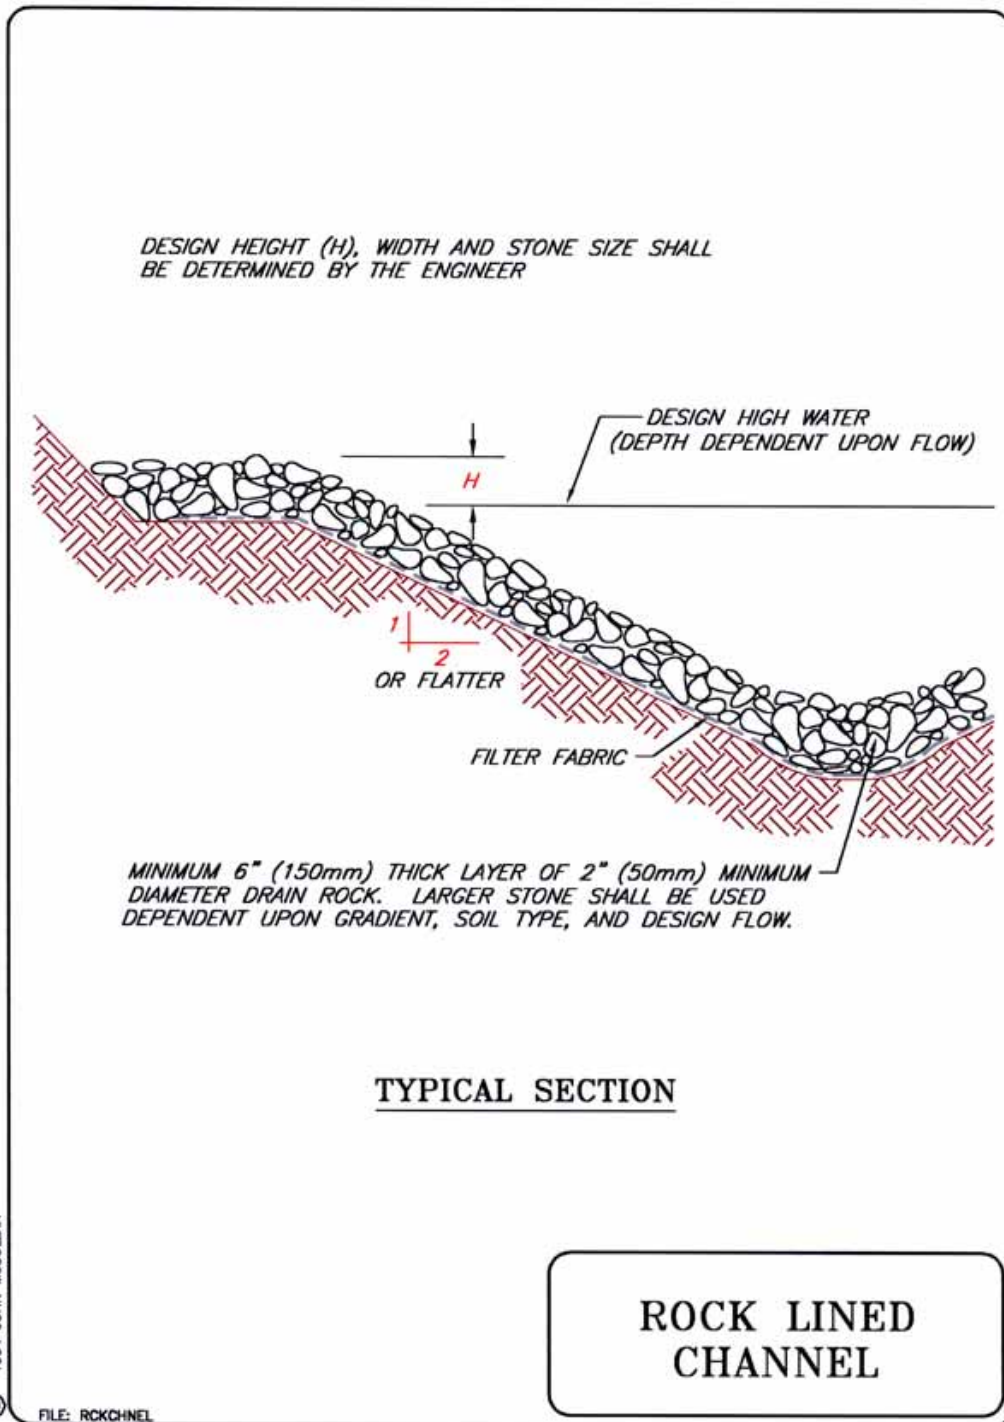 DESIGN HEIGHT (H), WIDTH AND STONE SIZE SHALL
BE DETERMINED BY THE ENGINEER
DESIGN HIGH WATER
(DEPTH DEPENDENT UPON FLOW)
H
1
2
OR FLATTER
FILTER FABRIC
MINIMUM 6" (150mm) THICK LAYER OF 2" (50mm) MINIMUM
DIAMETER DRAIN ROCK. LARGER STONE SHALL BE USED
DEPENDENT UPON GRADIENT, SOIL TYPE, AND DESIGN FLOW.
TYPICAL SECTION
ROCK LINED
CHANNEL
FILE: RCKCHNEL